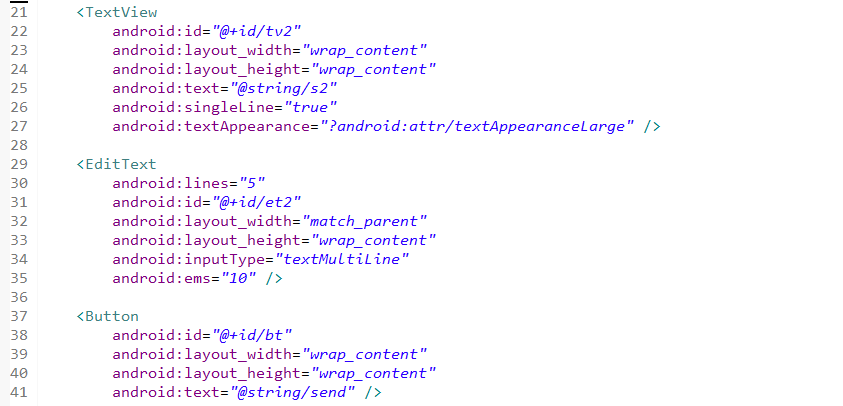 21 <TextView
22 android:id="@+id/tv2"
23 android:layout_width="wrap_content"
24 android:layout_height="wrap_content"
25 android:text="@string/s2"
26 android:singleLine="true"
27 android:textAppearance="?android:attr/textAppearanceLarge" />
28
29 <EditText
30 android:lines="5"
31 android:id="@+id/et2"
32 android:layout_width="match_parent"
33 android:layout_height="wrap_content"
34 android:inputType="textMultiLine"
35 android:ems="10" />
36
37 <Button
38 android:id="@+id/bt"
39 android:layout_width="wrap_content"
40 android:layout_height="wrap_content"
41 android:text="@string/send" />